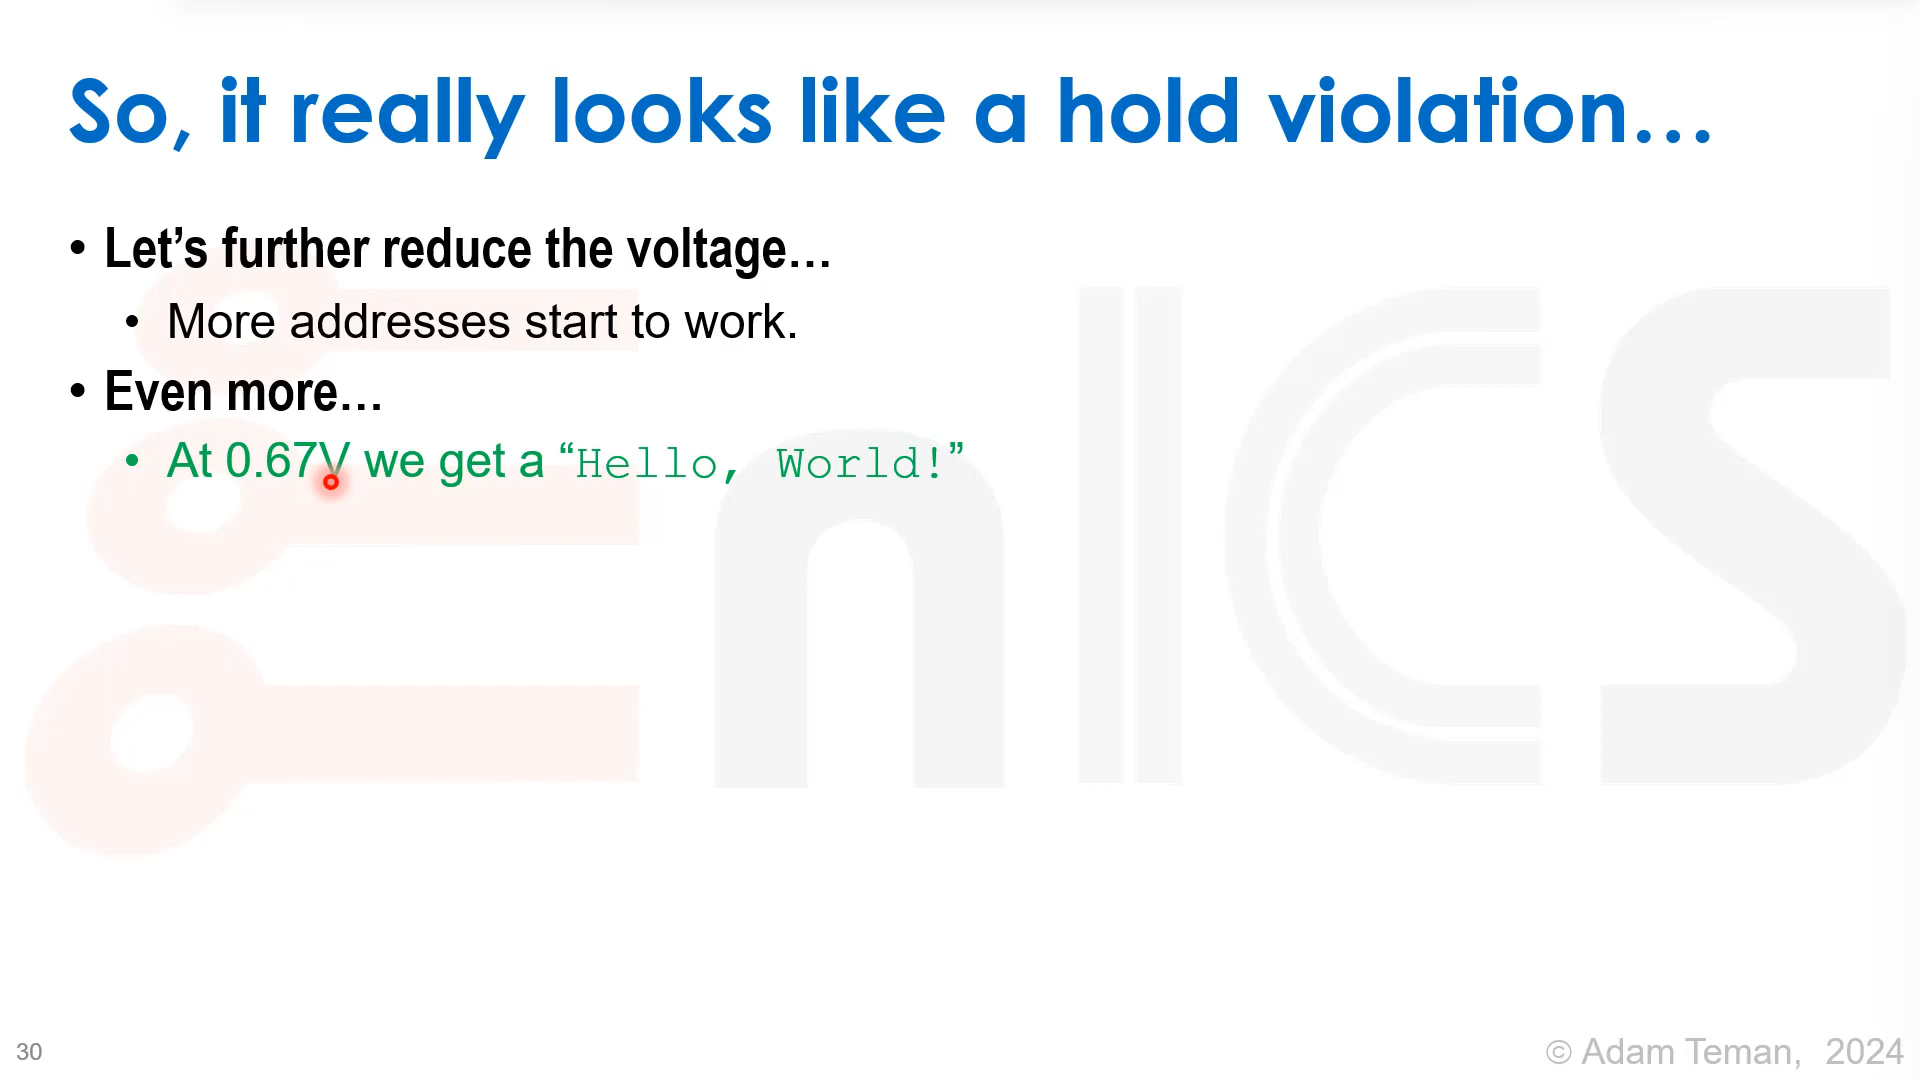 So, it really looks like a hold violation…
• Let’s further reduce the voltage…
• More addresses start to work.
• Even more…
• At 0.67V we get a “Hello, World!”
EnICS
30
© Adam Teman, 2024